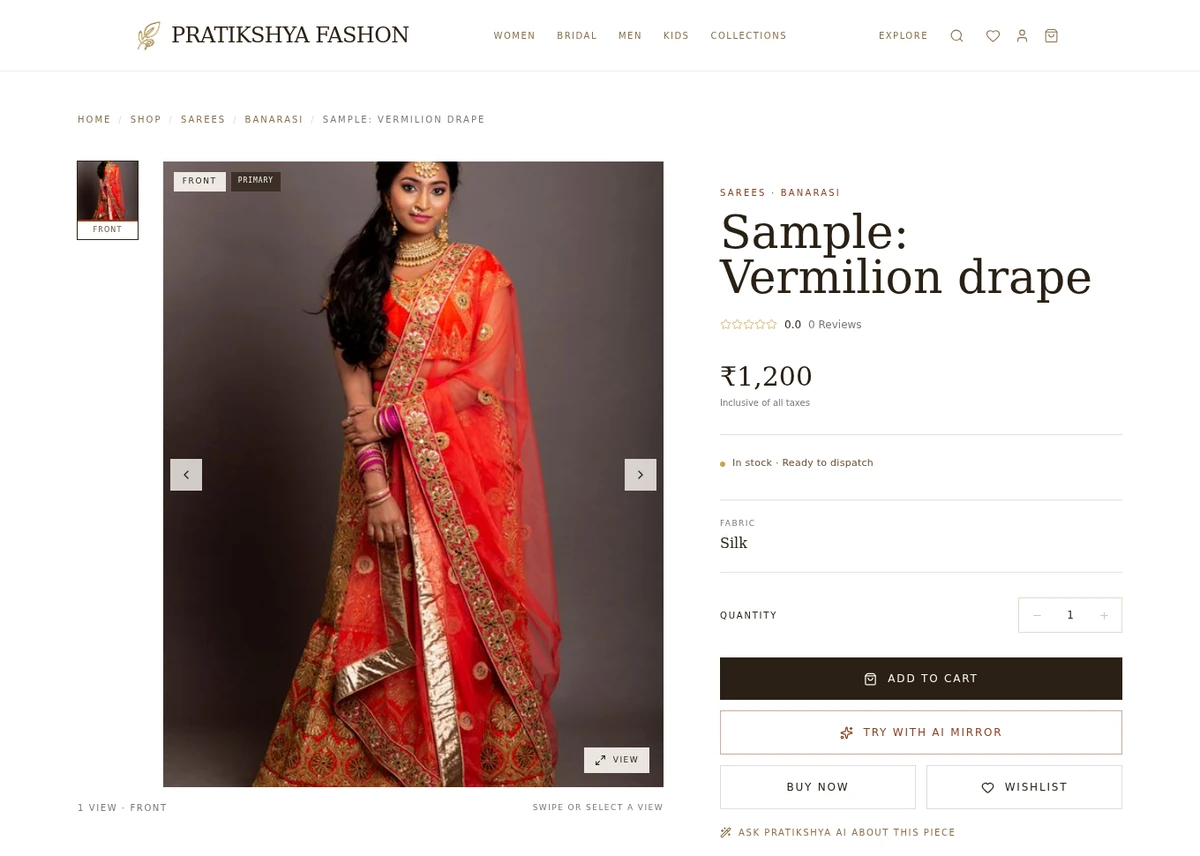 PRATIKSHYA FASHON
WOMEN BRIDAL MEN KIDS COLLECTIONS EXPLORE
HOME / SHOP / SAREES / BANARASI / SAMPLE: VERMILION DRAPE
FRONT
FRONT PRIMARY
VIEW
1 VIEW · FRONT
SWIPE OR SELECT A VIEW
SAREES · BANARASI
Sample:
Vermilion drape
0.0 0 Reviews
₹1,200
Inclusive of all taxes
In stock · Ready to dispatch
FABRIC
Silk
QUANTITY − 1 +
ADD TO CART
TRY WITH AI MIRROR
BUY NOW WISHLIST
ASK PRATIKSHYA AI ABOUT THIS PIECE